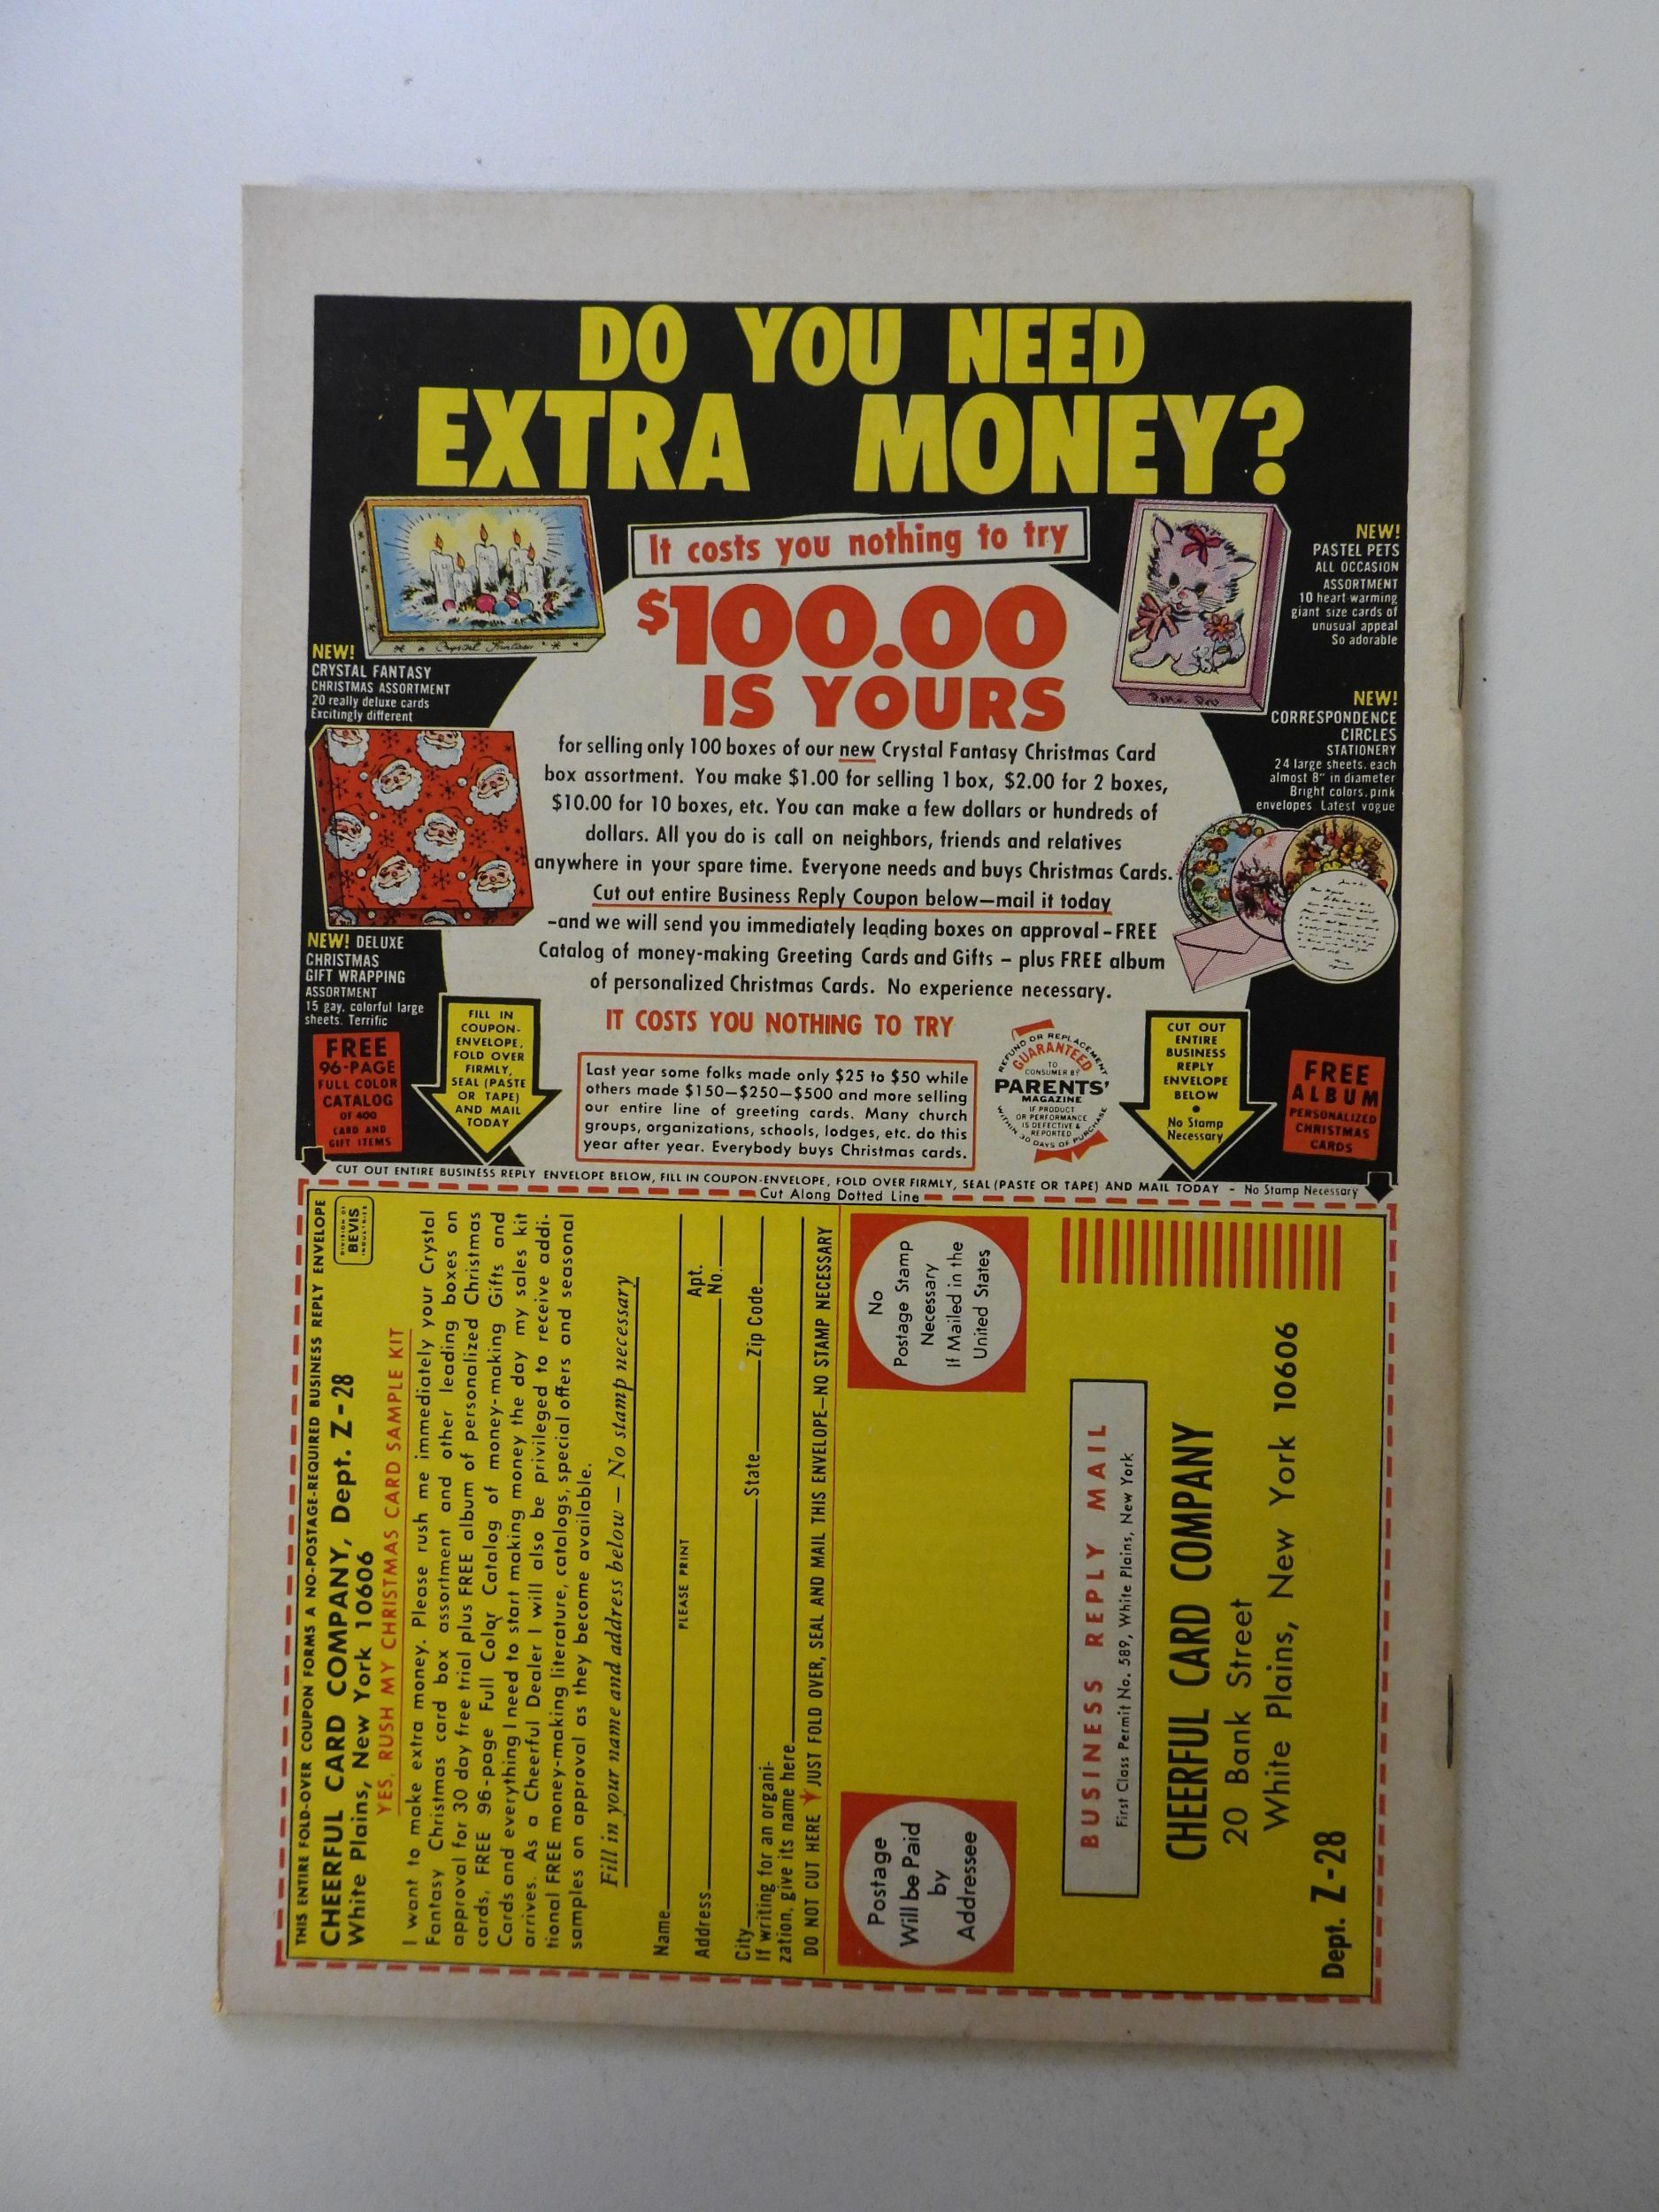 DO YOU NEED
EXTRA MONEY?
It costs you nothing to try
$100.00
IS YOURS
Crystal Fantasy
NEW!
CRYSTAL FANTASY
CHRISTMAS ASSORTMENT
20 really deluxe cards
Excitingly different
NEW!
PASTEL PETS
ALL OCCASION
ASSORTMENT
10 heart-warming
giant size cards of
unusual appeal
So adorable
NEW!
CORRESPONDENCE
CIRCLES
STATIONERY
24 large sheets, each
almost 8" in diameter
Bright colors, pink
envelopes Latest vogue
for selling only 100 boxes of our new Crystal Fantasy Christmas Card
box assortment. You make $1.00 for selling 1 box, $2.00 for 2 boxes,
$10.00 for 10 boxes, etc. You can make a few dollars or hundreds of
dollars. All you do is call on neighbors, friends and relatives
anywhere in your spare time. Everyone needs and buys Christmas Cards.
Cut out entire Business Reply Coupon below—mail it today
-and we will send you immediately leading boxes on approval-FREE
Catalog of money-making Greeting Cards and Gifts - plus FREE album
of personalized Christmas Cards. No experience necessary.
IT COSTS YOU NOTHING TO TRY
NEW! DELUXE
CHRISTMAS
GIFT WRAPPING
ASSORTMENT
15 gay, colorful large
sheets. Terrific
FREE
96-PAGE
FULL COLOR
CATALOG
OF 400
CARD AND
GIFT ITEMS
FILL IN
COUPON-
ENVELOPE,
FOLD OVER
FIRMLY,
SEAL (PASTE
OR TAPE)
AND MAIL
TODAY
Last year some folks made only $25 to $50 while
others made $150—$250—$500 and more selling
our entire line of greeting cards. Many church
groups, organizations, schools, lodges, etc. do this
year after year. Everybody buys Christmas cards.
REFUND OR REPLACEMENT
GUARANTEED
TO
CONSUMER BY
PARENTS'
MAGAZINE
IF PRODUCT
OR PERFORMANCE
IS DEFECTIVE &
REPORTED
WITHIN 30 DAYS OF PURCHASE
CUT OUT
ENTIRE
BUSINESS
REPLY
ENVELOPE
BELOW
•
No Stamp
Necessary
FREE
ALBUM
PERSONALIZED
CHRISTMAS
CARDS
CUT OUT ENTIRE BUSINESS REPLY ENVELOPE BELOW, FILL IN COUPON-ENVELOPE, FOLD OVER FIRMLY, SEAL (PASTE OR TAPE) AND MAIL TODAY - No Stamp Necessary
Cut Along Dotted Line
THIS ENTIRE FOLD-OVER COUPON FORMS A NO-POSTAGE-REQUIRED BUSINESS REPLY ENVELOPE
CHEERFUL CARD COMPANY, Dept. Z-28
White Plains, New York 10606
DIVISION OF
BEVIS
INDUSTRIES
YES, RUSH MY CHRISTMAS CARD SAMPLE KIT
I want to make extra money. Please rush me immediately your Crystal
Fantasy Christmas card box assortment and other leading boxes on
approval for 30 day free trial plus FREE album of personalized Christmas
cards, FREE 96-page Full Color Catalog of money-making Gifts and
Cards and everything I need to start making money the day my sales kit
arrives. As a Cheerful Dealer I will also be privileged to receive addi-
tional FREE money-making literature, catalogs, special offers and seasonal
samples on approval as they become available.
Fill in your name and address below — No stamp necessary
Name
PLEASE PRINT
Address Apt. No.
City State Zip Code
If writing for an organi-
zation, give its name here
DO NOT CUT HERE JUST FOLD OVER, SEAL AND MAIL THIS ENVELOPE—NO STAMP NECESSARY
Postage
Will be Paid
by
Addressee
No
Postage Stamp
Necessary
If Mailed in the
United States
BUSINESS REPLY MAIL
First Class Permit No. 589, White Plains, New York
CHEERFUL CARD COMPANY
20 Bank Street
White Plains, New York 10606
Dept. Z-28